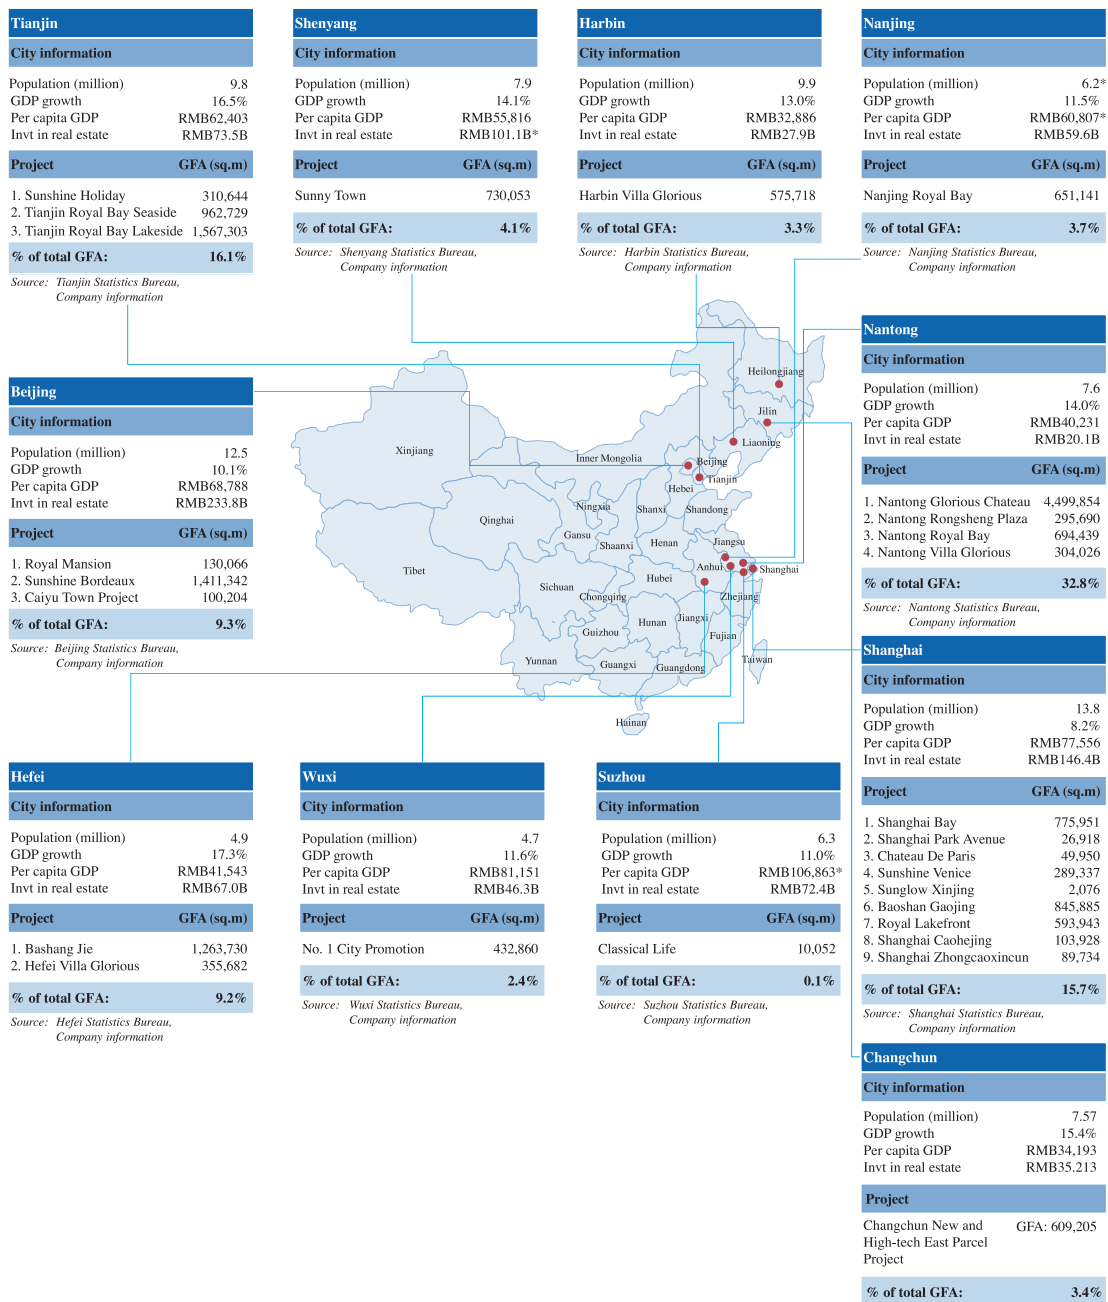 Tianjin
City information
Population (million) 9.8
GDP growth 16.5%
Per capita GDP RMB62,403
Invt in real estate RMB73.5B
Project GFA (sq.m)
1. Sunshine Holiday 310,644
2. Tianjin Royal Bay Seaside 962,729
3. Tianjin Royal Bay Lakeside 1,567,303
% of total GFA: 16.1%
Source: Tianjin Statistics Bureau,
Company information
Shenyang
City information
Population (million) 7.9
GDP growth 14.1%
Per capita GDP RMB55,816
Invt in real estate RMB101.1B*
Project GFA (sq.m)
Sunny Town 730,053
% of total GFA: 4.1%
Source: Shenyang Statistics Bureau,
Company information
Harbin
City information
Population (million) 9.9
GDP growth 13.0%
Per capita GDP RMB32,886
Invt in real estate RMB27.9B
Project GFA (sq.m)
Harbin Villa Glorious 575,718
% of total GFA: 3.3%
Source: Harbin Statistics Bureau,
Company information
Nanjing
City information
Population (million) 6.2*
GDP growth 11.5%
Per capita GDP RMB60,807*
Invt in real estate RMB59.6B
Project GFA (sq.m)
Nanjing Royal Bay 651,141
% of total GFA: 3.7%
Source: Nanjing Statistics Bureau,
Company information
Beijing
City information
Population (million) 12.5
GDP growth 10.1%
Per capita GDP RMB68,788
Invt in real estate RMB233.8B
Project GFA (sq.m)
1. Royal Mansion 130,066
2. Sunshine Bordeaux 1,411,342
3. Caiyu Town Project 100,204
% of total GFA: 9.3%
Source: Beijing Statistics Bureau,
Company information
Heilongjiang
Jilin
Liaoning
Xinjiang
Inner Mongolia
Beijing
Tianjin
Hebei
Ningxia
Shanxi
Shandong
Qinghai
Gansu
Shaanxi
Henan
Jiangsu
Tibet
Anhui
Shanghai
Sichuan
Hubei
Chongqing
Zhejiang
Hunan
Jiangxi
Guizhou
Fujian
Yunnan
Guangxi
Guangdong
Taiwan
Hainan
Nantong
City information
Population (million) 7.6
GDP growth 14.0%
Per capita GDP RMB40,231
Invt in real estate RMB20.1B
Project GFA (sq.m)
1. Nantong Glorious Chateau 4,499,854
2. Nantong Rongsheng Plaza 295,690
3. Nantong Royal Bay 694,439
4. Nantong Villa Glorious 304,026
% of total GFA: 32.8%
Source: Nantong Statistics Bureau,
Company information
Shanghai
City information
Population (million) 13.8
GDP growth 8.2%
Per capita GDP RMB77,556
Invt in real estate RMB146.4B
Project GFA (sq.m)
1. Shanghai Bay 775,951
2. Shanghai Park Avenue 26,918
3. Chateau De Paris 49,950
4. Sunshine Venice 289,337
5. Sunglow Xinjing 2,076
6. Baoshan Gaojing 845,885
7. Royal Lakefront 593,943
8. Shanghai Caohejing 103,928
9. Shanghai Zhongcaoxincun 89,734
% of total GFA: 15.7%
Source: Shanghai Statistics Bureau,
Company information
Hefei
City information
Population (million) 4.9
GDP growth 17.3%
Per capita GDP RMB41,543
Invt in real estate RMB67.0B
Project GFA (sq.m)
1. Bashang Jie 1,263,730
2. Hefei Villa Glorious 355,682
% of total GFA: 9.2%
Source: Hefei Statistics Bureau,
Company information
Wuxi
City information
Population (million) 4.7
GDP growth 11.6%
Per capita GDP RMB81,151
Invt in real estate RMB46.3B
Project GFA (sq.m)
No. 1 City Promotion 432,860
% of total GFA: 2.4%
Source: Wuxi Statistics Bureau,
Company information
Suzhou
City information
Population (million) 6.3
GDP growth 11.0%
Per capita GDP RMB106,863*
Invt in real estate RMB72.4B
Project GFA (sq.m)
Classical Life 10,052
% of total GFA: 0.1%
Source: Suzhou Statistics Bureau,
Company information
Changchun
City information
Population (million) 7.57
GDP growth 15.4%
Per capita GDP RMB34,193
Invt in real estate RMB35.213
Project
Changchun New and GFA: 609,205
High-tech East Parcel
Project
% of total GFA: 3.4%